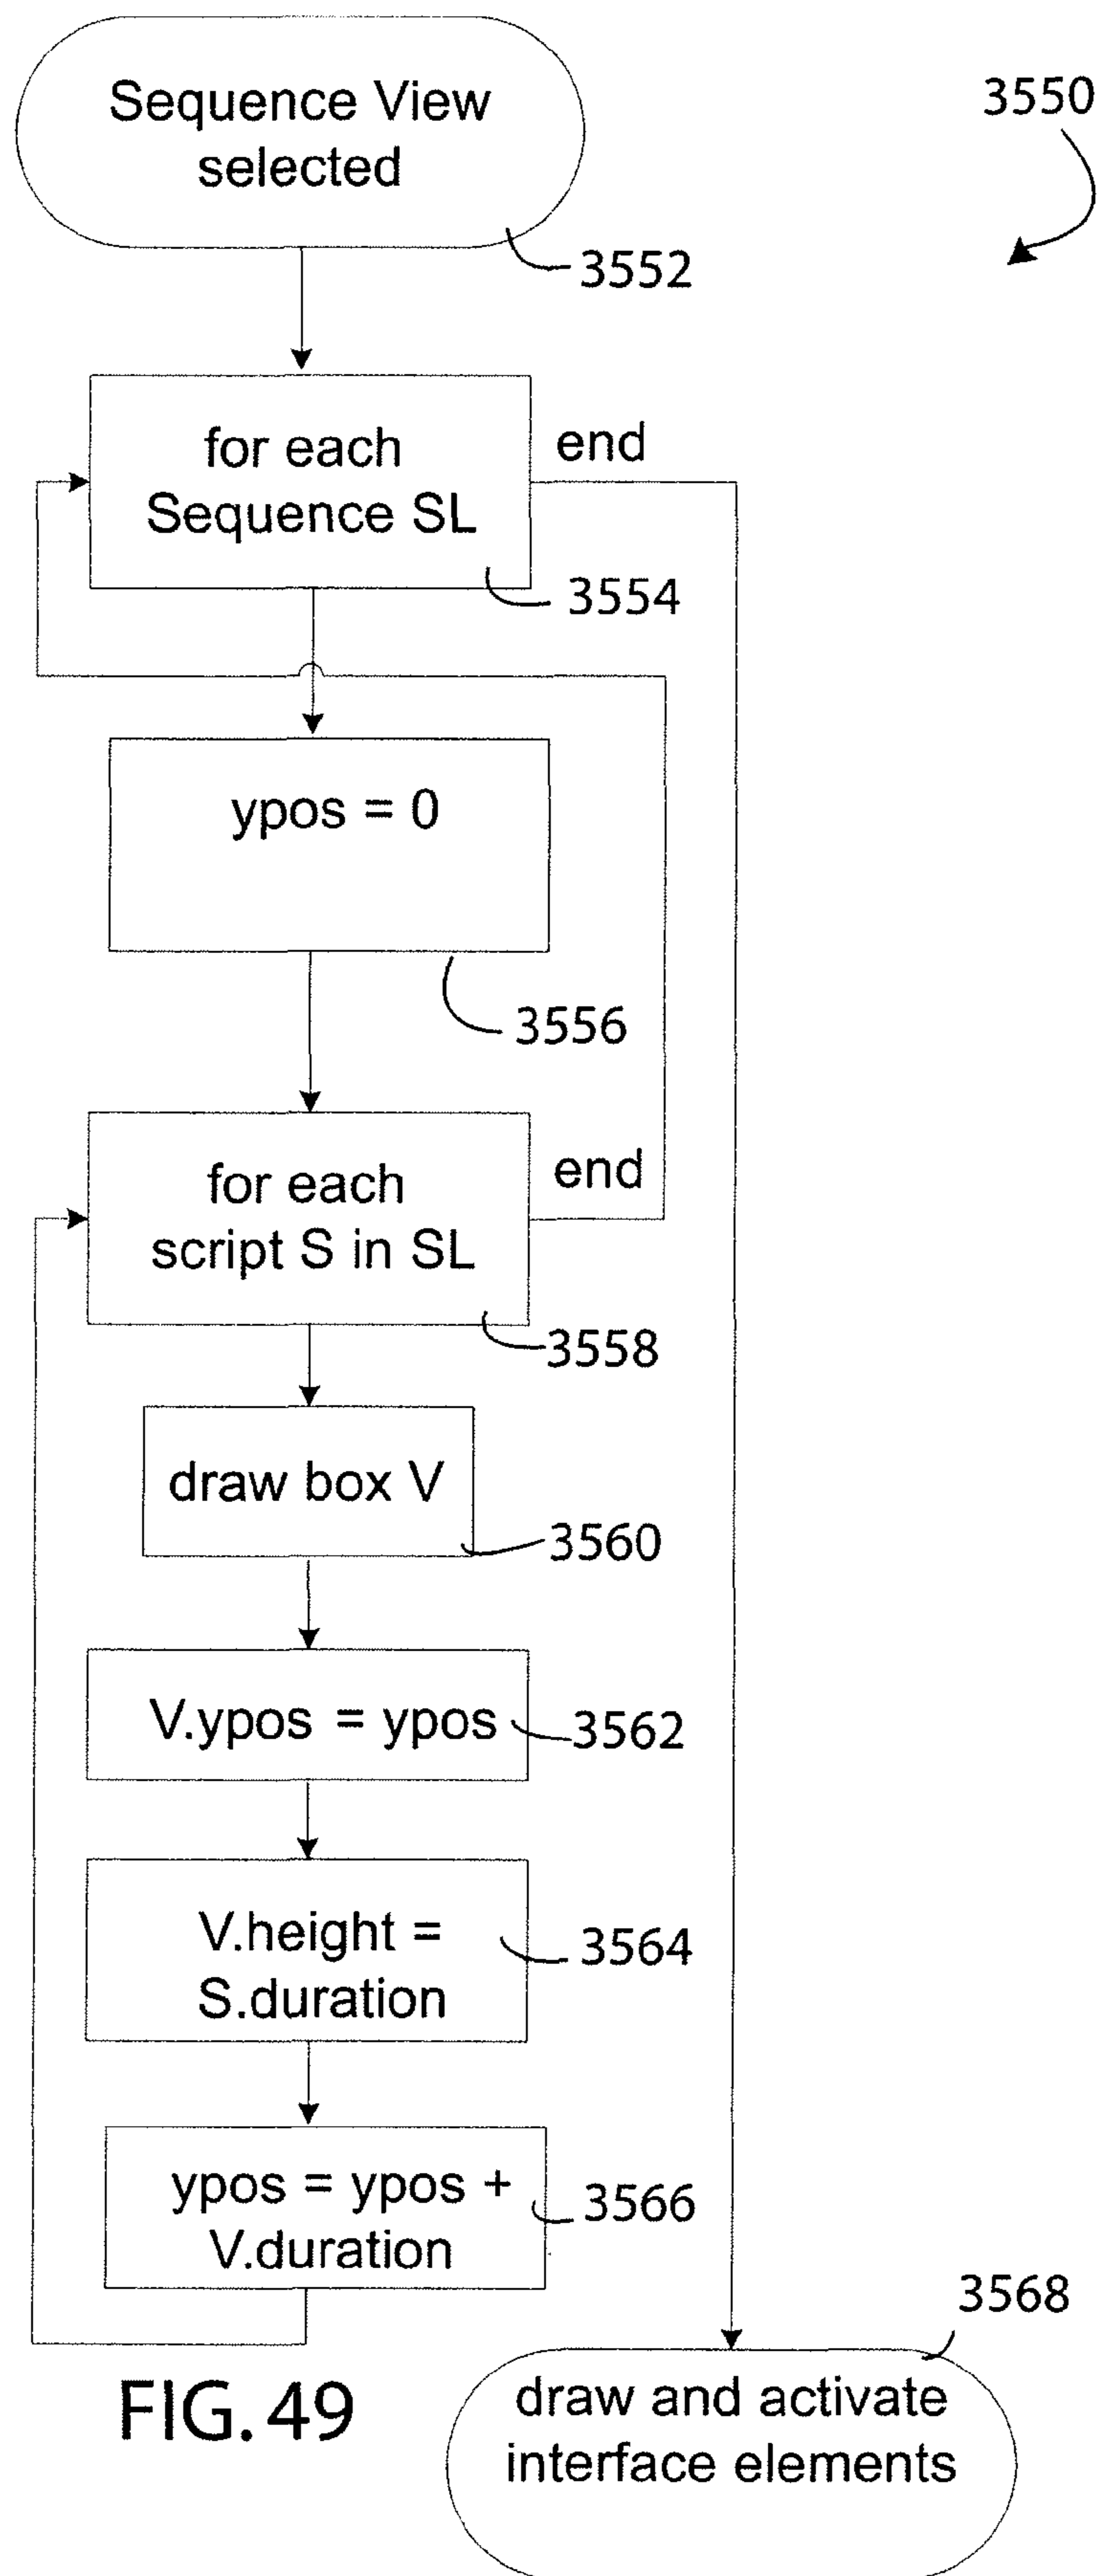 Sequence View
selected
3550
3552
for each
Sequence SL
end
3554
ypos = 0
3556
for each
script S in SL
end
3558
draw box V
3560
V.ypos = ypos
3562
V.height =
S.duration
3564
ypos = ypos +
V.duration
3566
3568
draw and activate
interface elements
FIG. 49